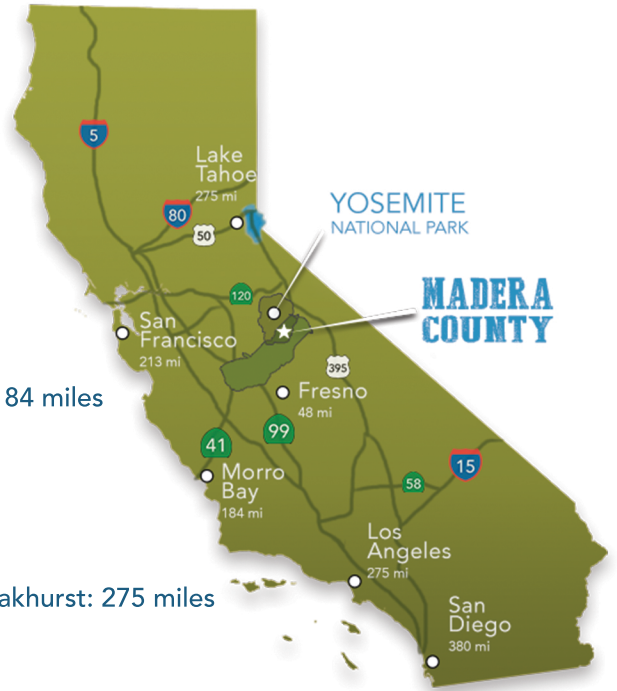 5
Lake
Tahoe
275 mi
80
50
YOSEMITE
NATIONAL PARK
120
MADERA
COUNTY
San
Francisco
213 mi
395
84 miles
Fresno
48 mi
41
99
15
58
Morro
Bay
184 mi
Los
Angeles
275 mi
akhurst: 275 miles
San
Diego
380 mi